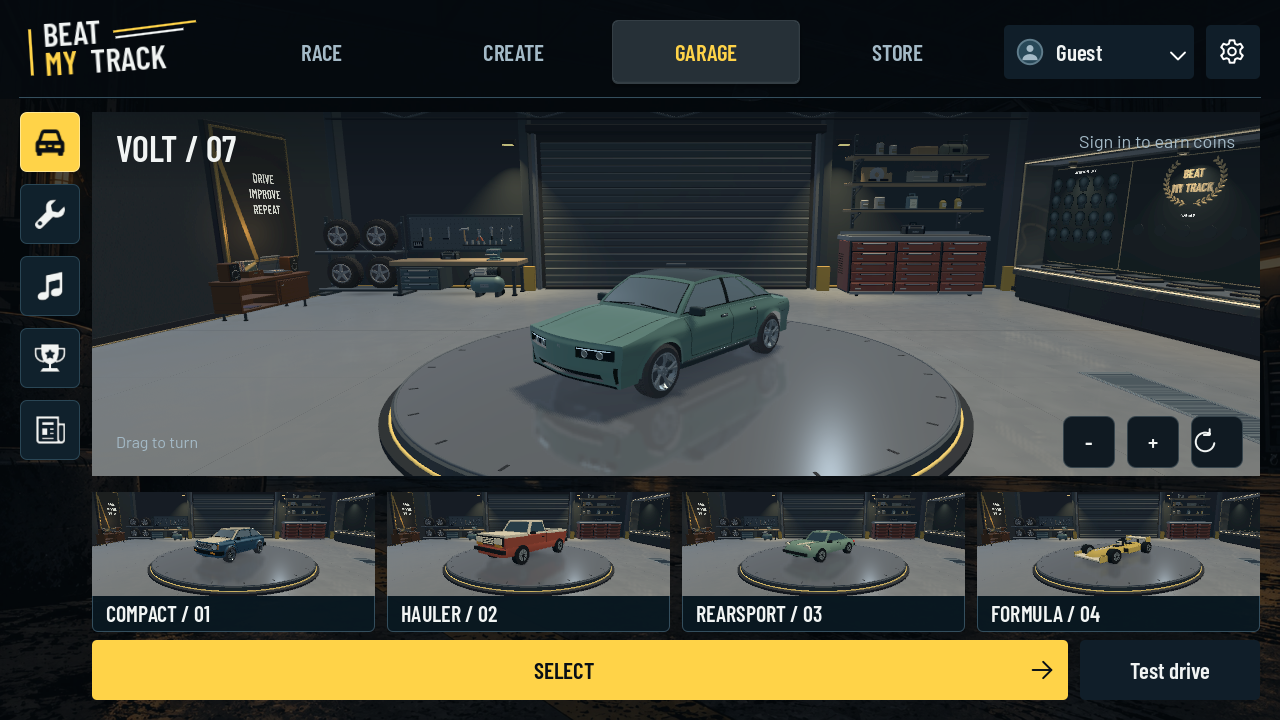 BEAT
MY TRACK
RACE
CREATE
GARAGE
STORE
Guest
VOLT / 07
Sign in to earn coins
DRIVE
IMPROVE
REPEAT
BEAT
MY TRACK
Drag to turn
-
+
COMPACT / 01
HAULER / 02
REARSPORT / 03
FORMULA / 04
SELECT
Test drive